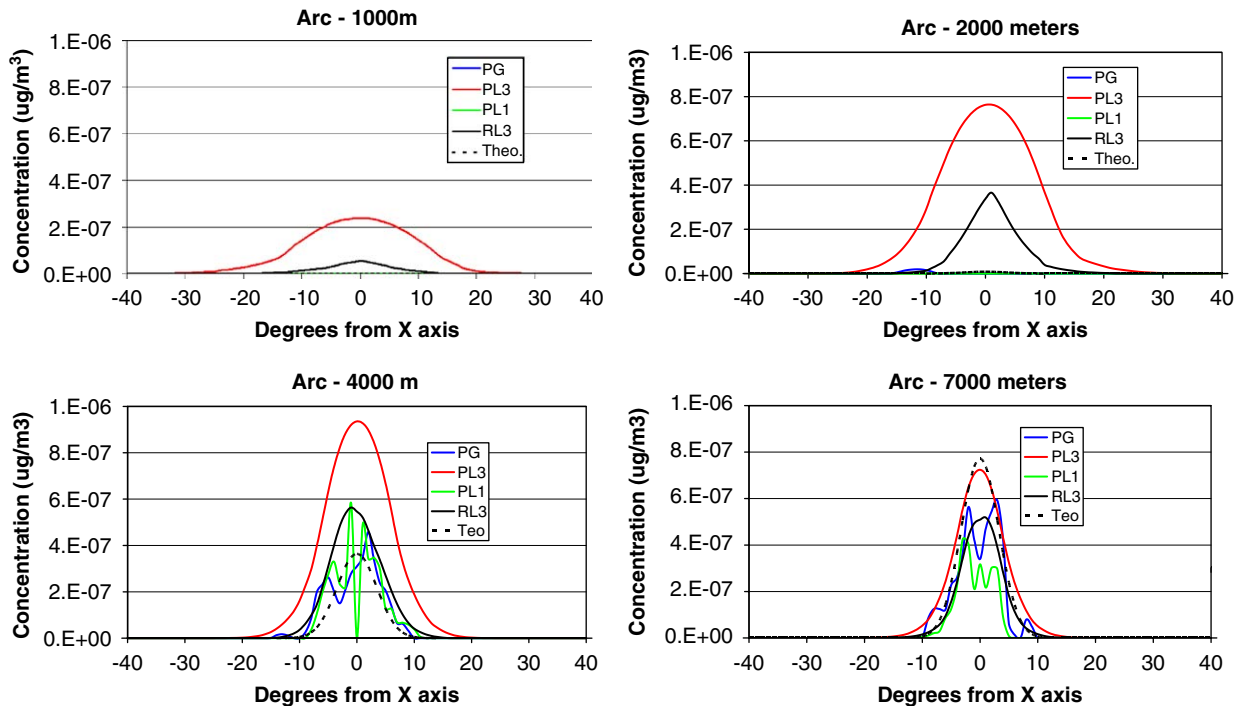 Arc - 1000m
Concentration (ug/m³)
1.E-06
8.E-07
6.E-07
4.E-07
2.E-07
0.E+00
PG
PL3
PL1
RL3
Theo.
-40 -30 -20 -10 0 10 20 30 40
Degrees from X axis
Arc - 2000 meters
Concentration (ug/m3)
1.E-06
8.E-07
6.E-07
4.E-07
2.E-07
0.E+00
PG
PL3
PL1
RL3
Theo.
-40 -30 -20 -10 0 10 20 30 40
Degrees from X axis
Arc - 4000 m
Concentration (ug/m3)
1.E-06
8.E-07
6.E-07
4.E-07
2.E-07
0.E+00
PG
PL3
PL1
RL3
Teo
-40 -30 -20 -10 0 10 20 30 40
Degrees from X axis
Arc - 7000 meters
Concentration (ug/m3)
1.E-06
8.E-07
6.E-07
4.E-07
2.E-07
0.E+00
PG
PL3
PL1
RL3
Teo
-40 -30 -20 -10 0 10 20 30 40
Degrees from X axis